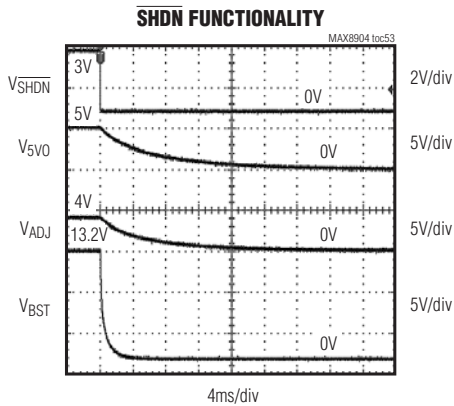 SHDN FUNCTIONALITY
MAX8904 toc53
3V
VSHDN
0V
2V/div
5V
V5VO
0V
5V/div
4V
VADJ
13.2V
0V
5V/div
VBST
0V
5V/div
4ms/div